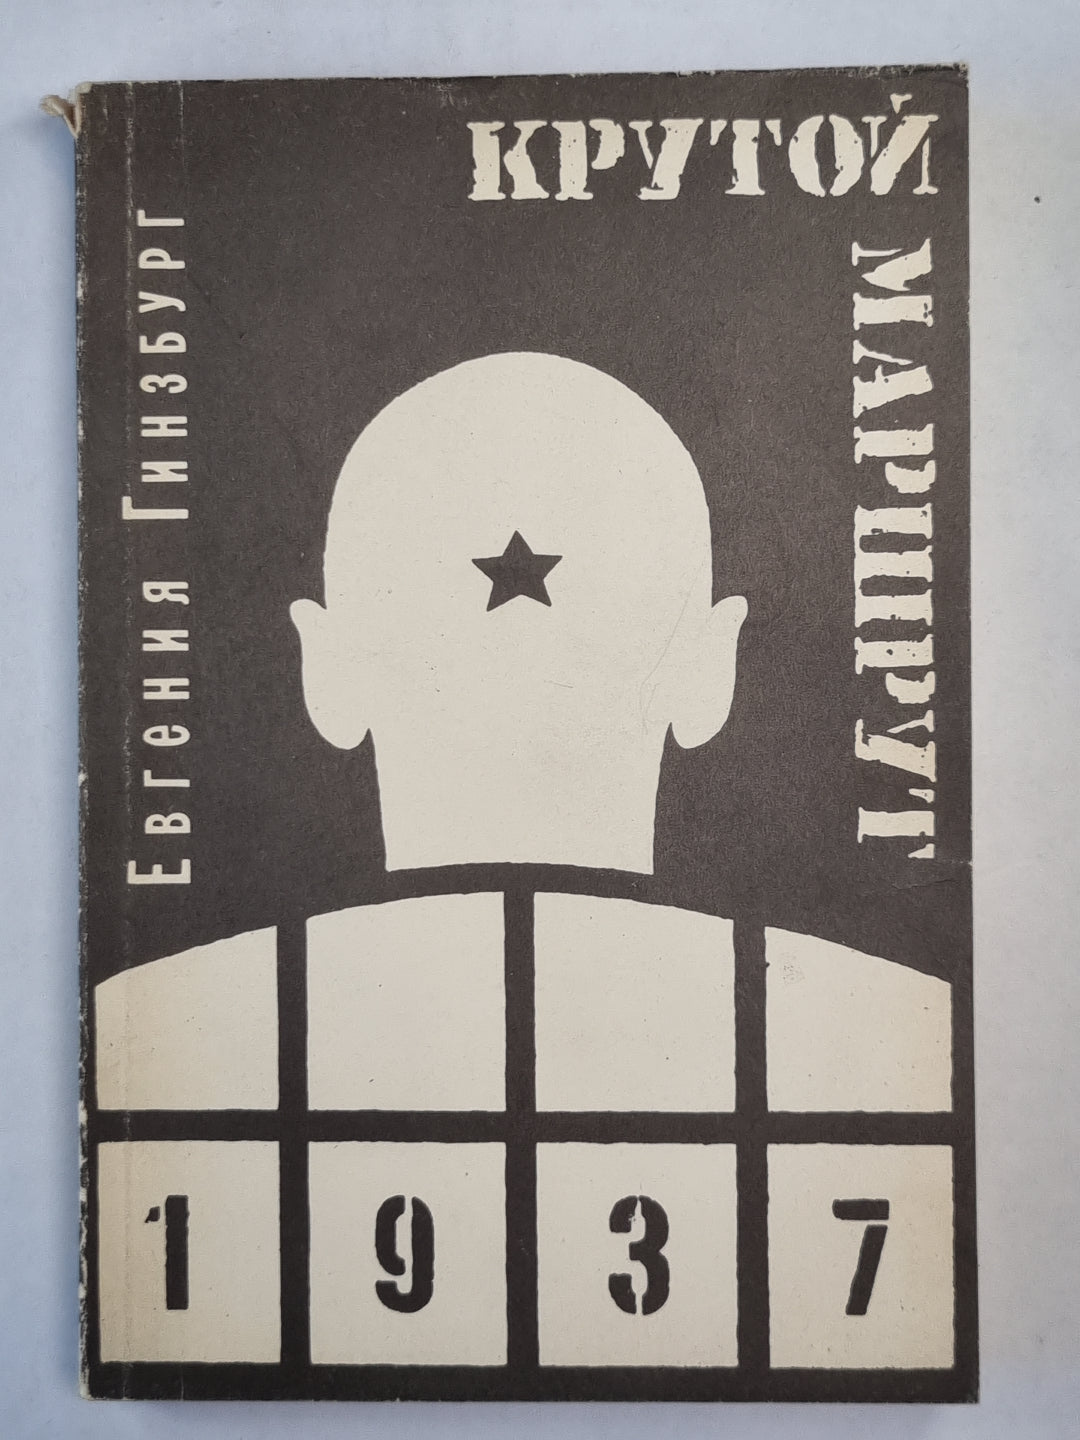 КРУТОЙ
МАРШРУТ
Евгения Гинзбург
1937